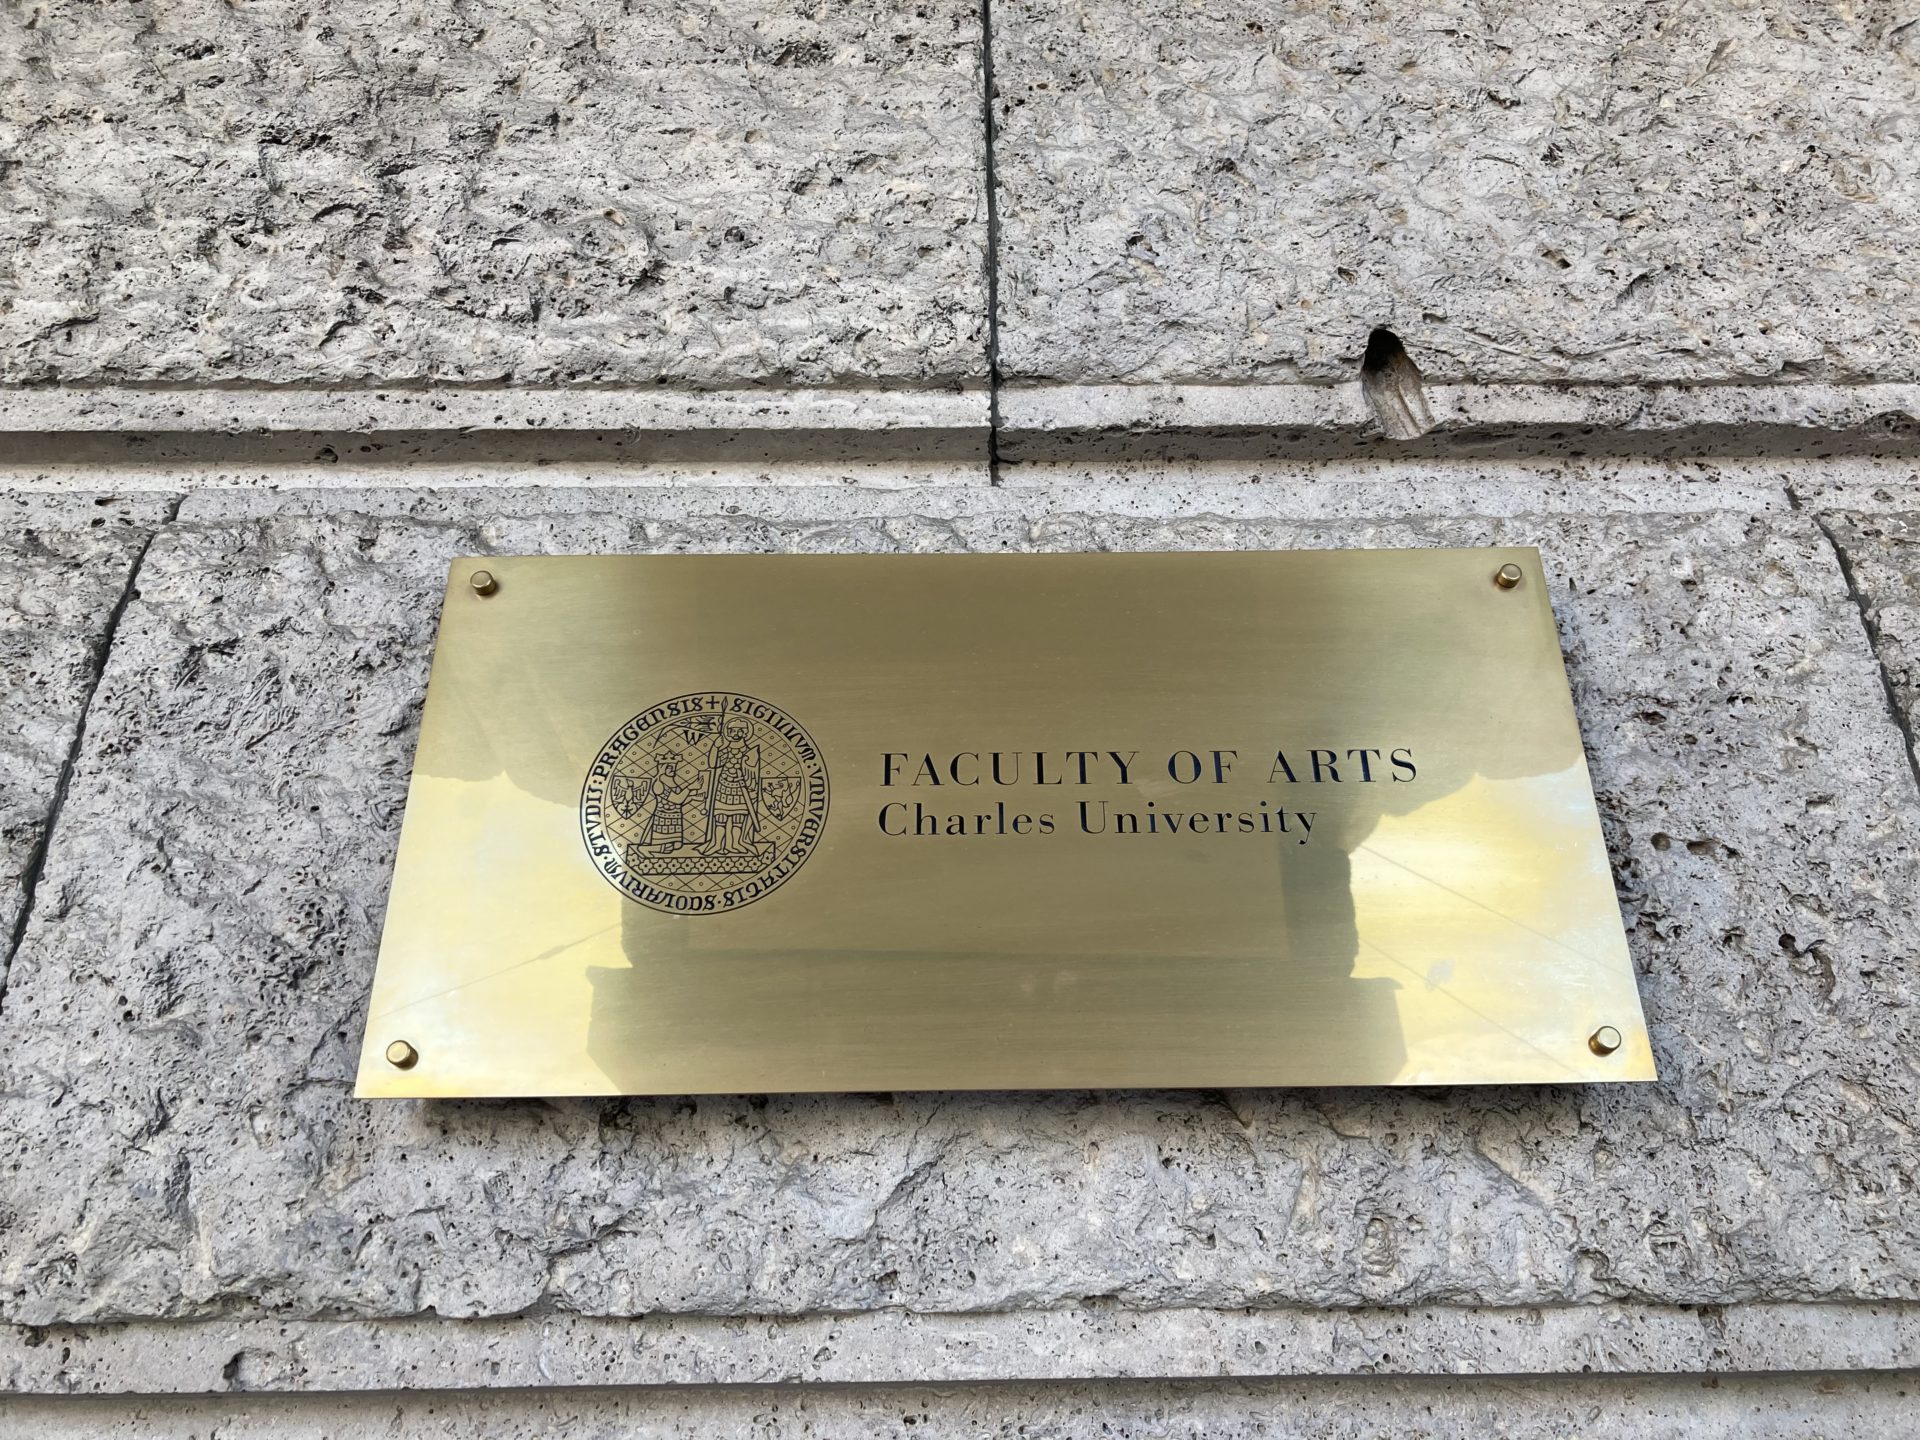 SIGILLVM : VNIVERSITATIS · SCOLARIVM · STVDII : PRAGENSIS +
FACULTY OF ARTS
Charles University